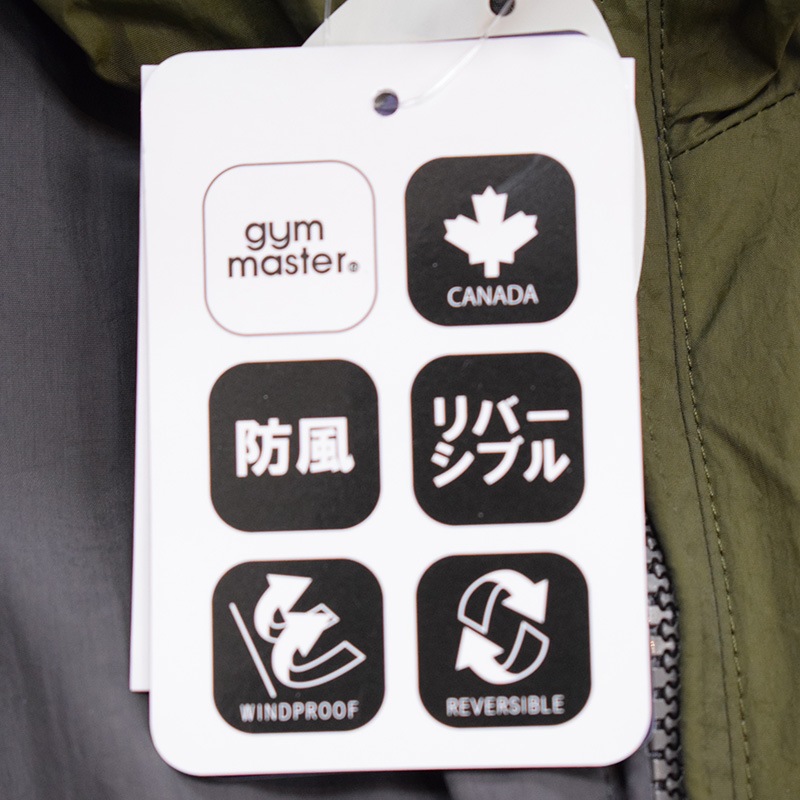 gym
master
CANADA
防風
リバー
シブル
WINDPROOF
REVERSIBLE